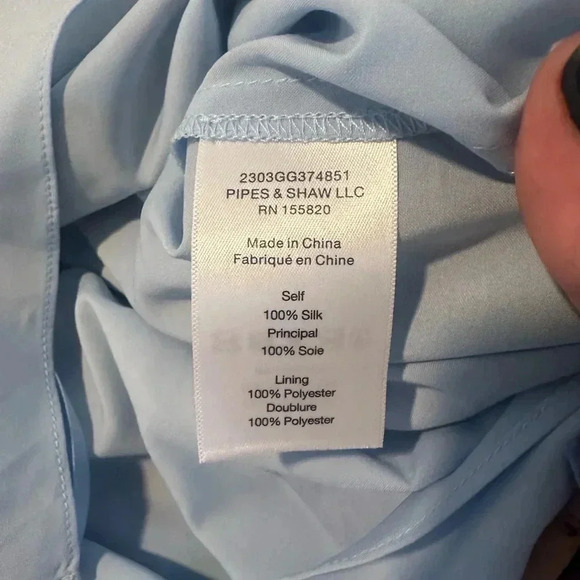 2303GG374851
PIPES & SHAW LLC
RN 155820
Made in China
Fabriqué en Chine
Self
100% Silk
Principal
100% Soie
Lining
100% Polyester
Doublure
100% Polyester